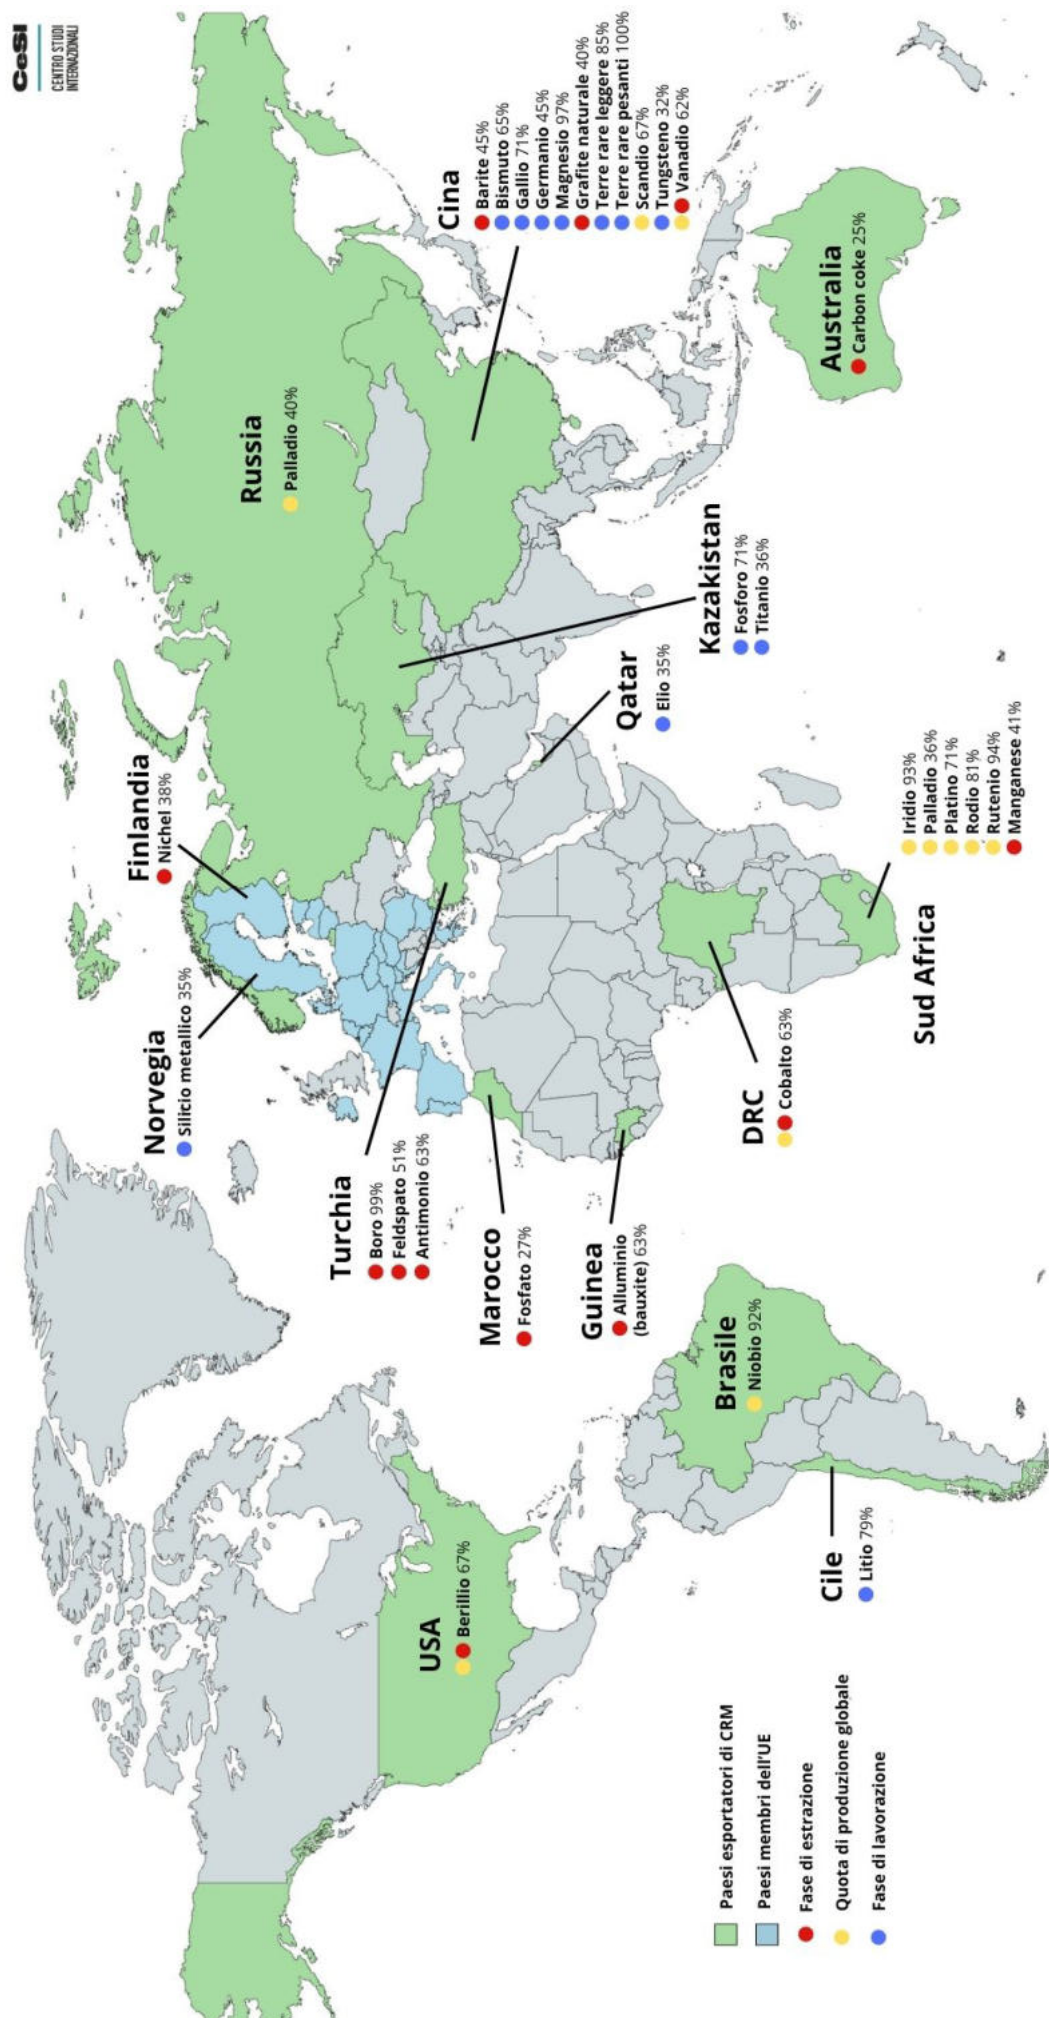 CeSI
CENTRO STUDI
INTERNAZIONALI
Norvegia
Silicio metallico 35%
Finlandia
Nichel 38%
Russia
Palladio 40%
Turchia
Boro 99%
Feldspato 51%
Antimonio 63%
Cina
Barite 45%
Bismuto 65%
Gallio 71%
Germanio 45%
Magnesio 97%
Grafite naturale 40%
Terre rare leggere 85%
Terre rare pesanti 100%
Scandio 67%
Tungsteno 32%
Vanadio 62%
USA
Berillio 67%
Marocco
Fosfato 27%
Guinea
Alluminio
(bauxite) 63%
Qatar
Elio 35%
Kazakistan
Fosforo 71%
Titanio 36%
Brasile
Niobio 92%
DRC
Cobalto 63%
Cile
Litio 79%
Sud Africa
Iridio 93%
Palladio 36%
Platino 71%
Rodio 81%
Rutenio 94%
Manganese 41%
Australia
Carbon coke 25%
Paesi esportatori di CRM
Paesi membri dell'UE
Fase di estrazione
Quota di produzione globale
Fase di lavorazione